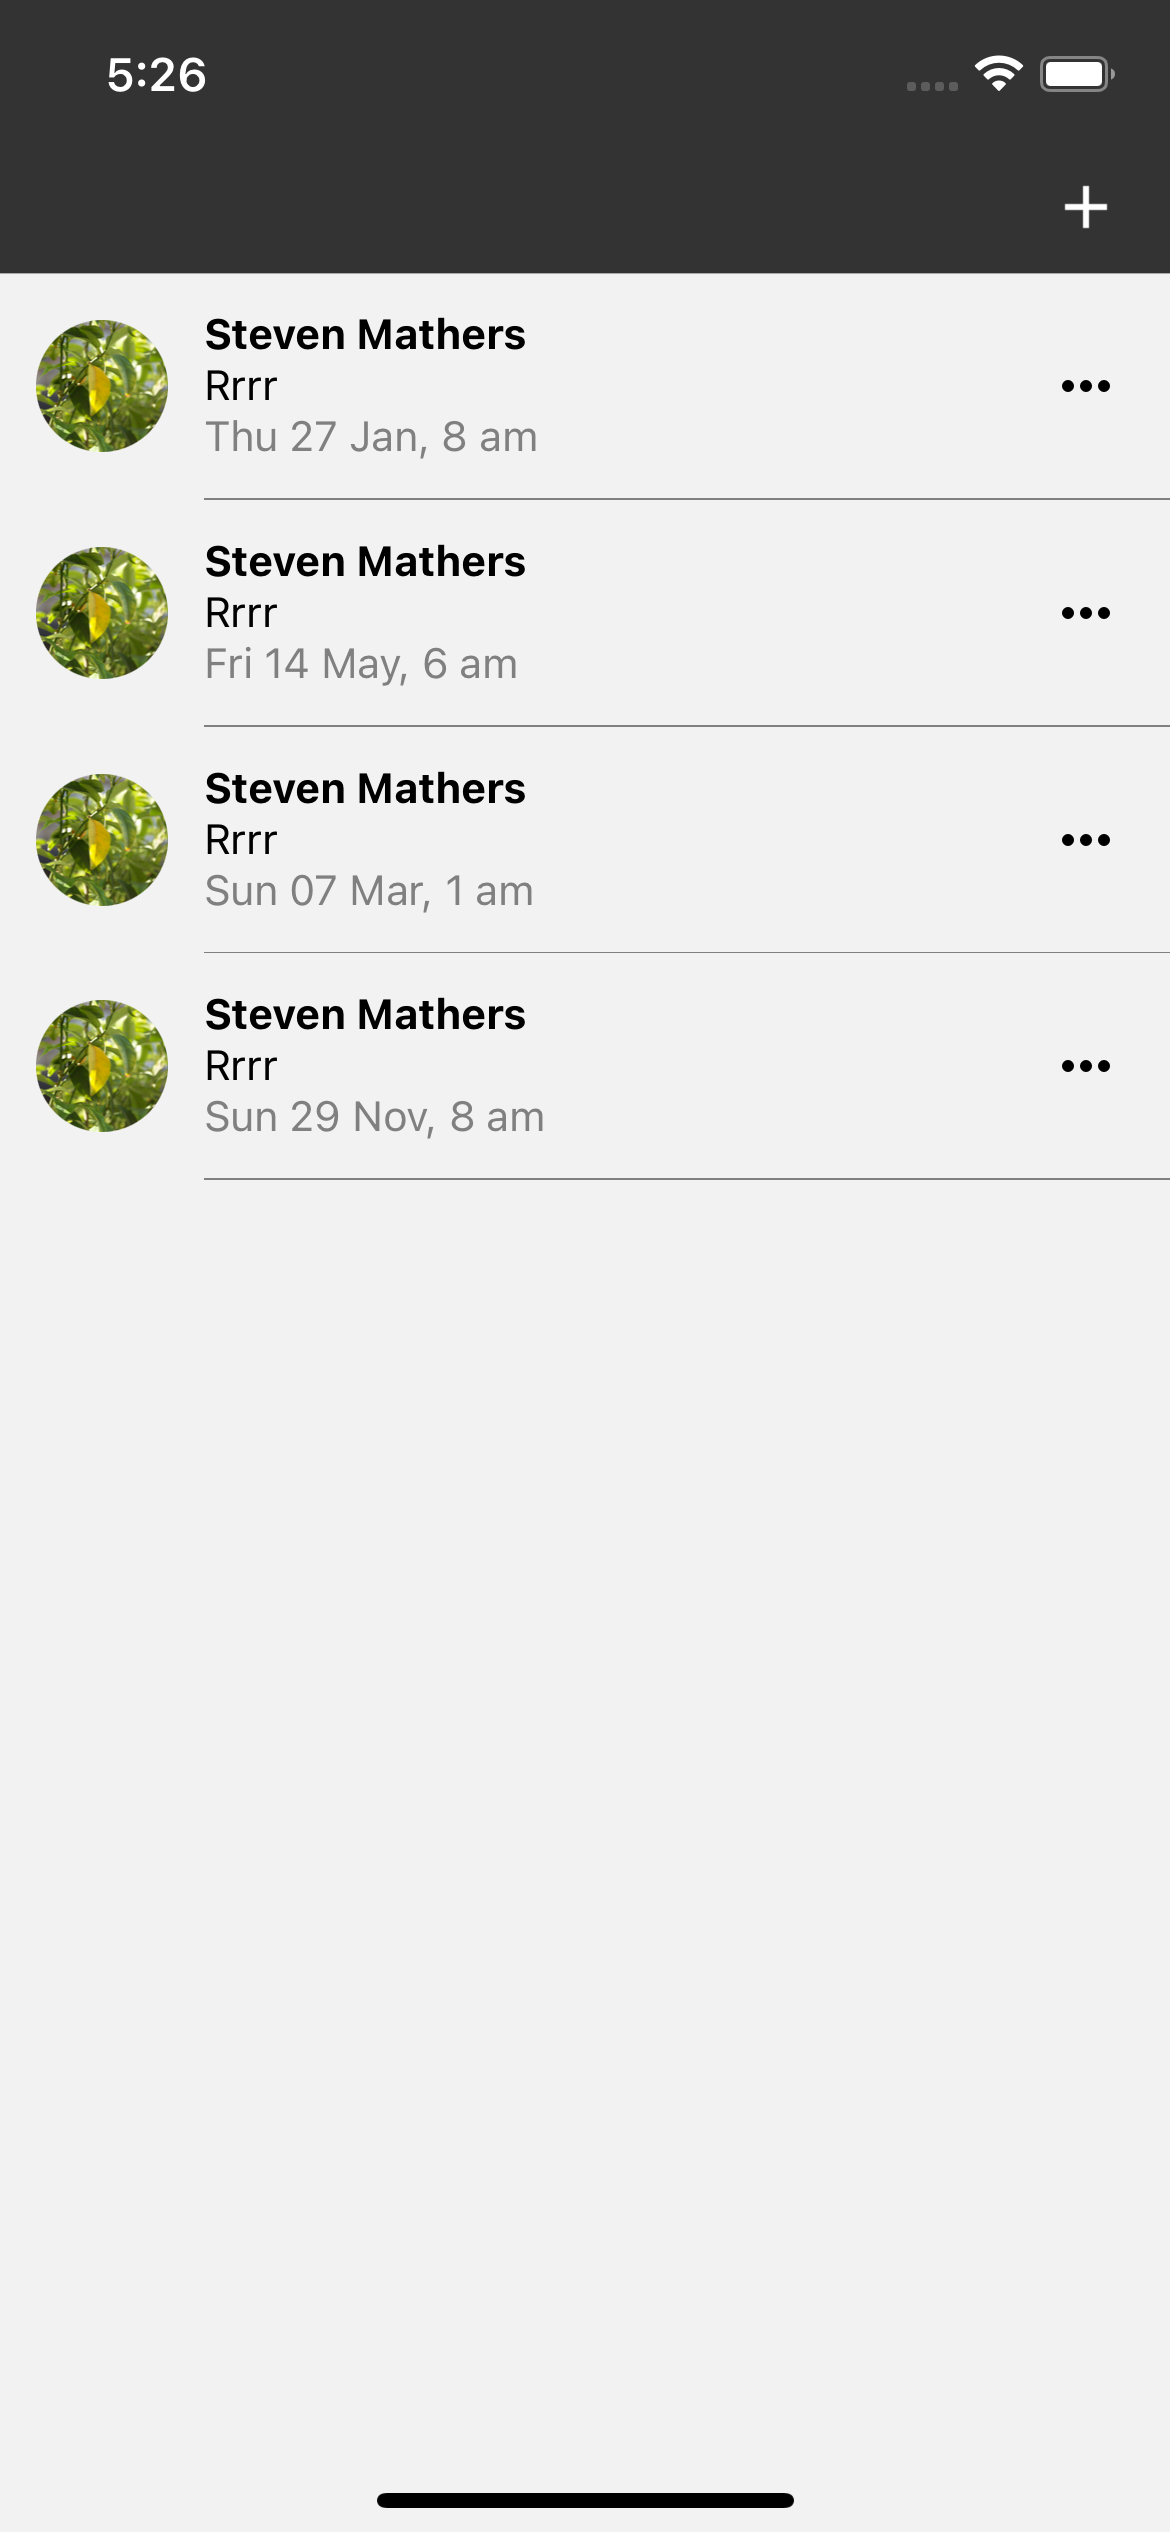 5:26
Steven Mathers
Rrrr
Thu 27 Jan, 8 am
Steven Mathers
Rrrr
Fri 14 May, 6 am
Steven Mathers
Rrrr
Sun 07 Mar, 1 am
Steven Mathers
Rrrr
Sun 29 Nov, 8 am